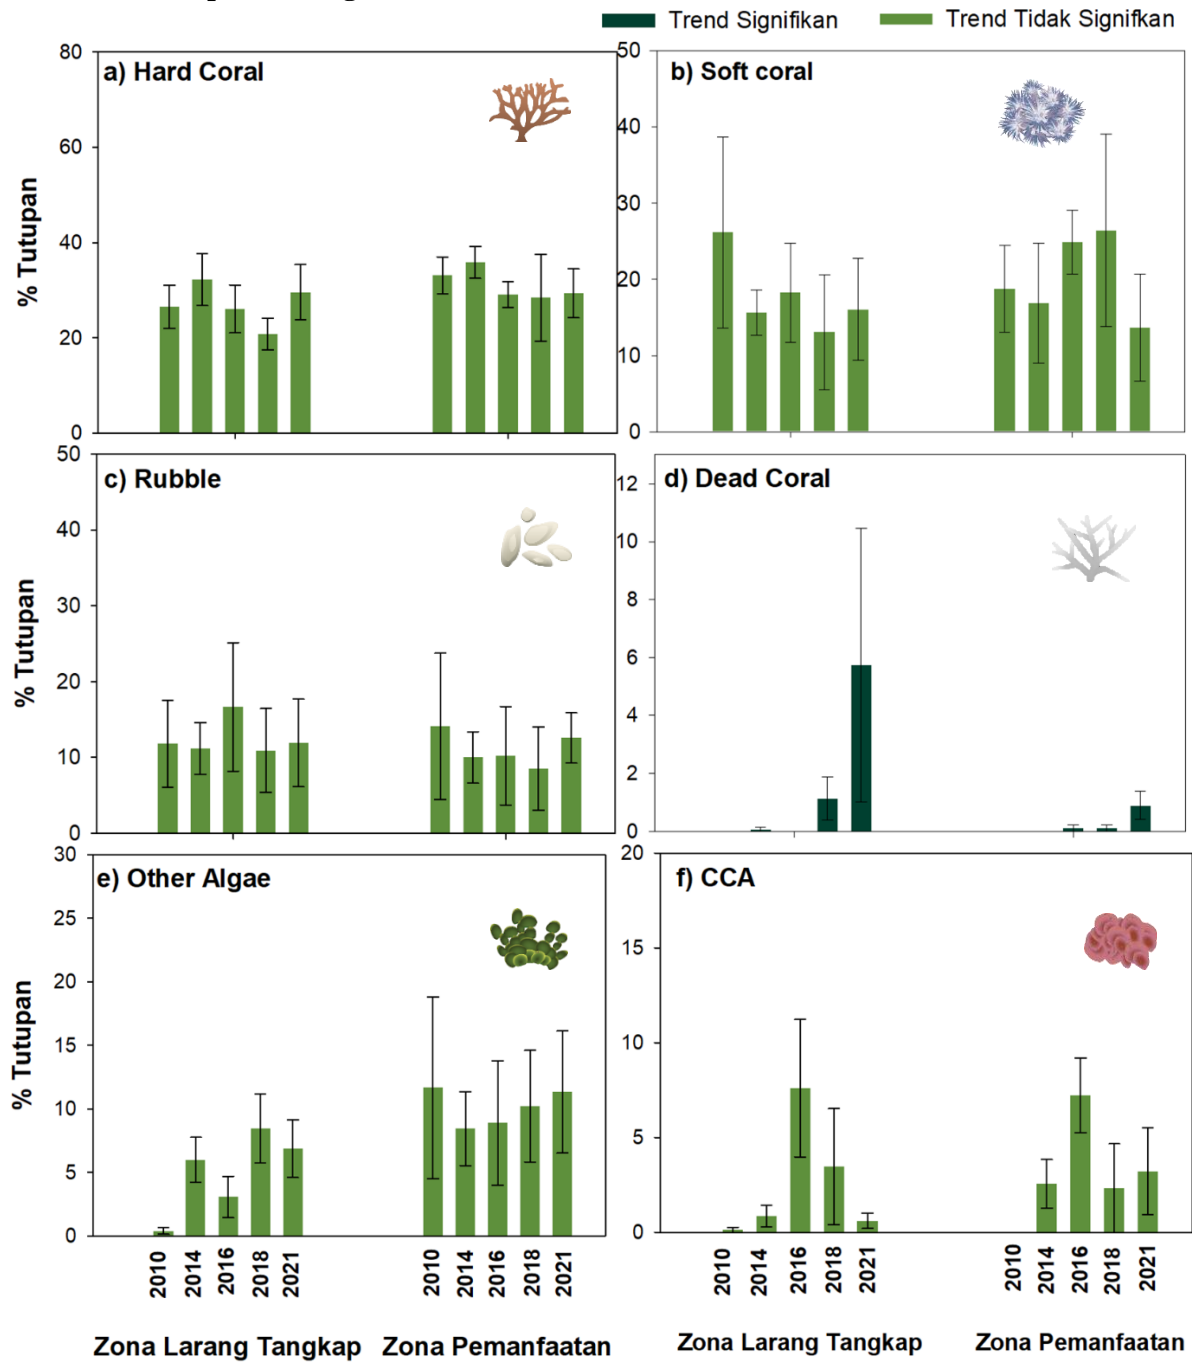 Trend Signifikan
Trend Tidak Signifkan
a) Hard Coral
80
60
40
20
0
% Tutupan
b) Soft coral
50
40
30
20
10
0
c) Rubble
50
40
30
20
10
0
% Tutupan
d) Dead Coral
12
10
8
6
4
2
0
e) Other Algae
30
25
20
15
10
5
0
% Tutupan
f) CCA
20
15
10
5
0
2010 2014 2016 2018 2021
2010 2014 2016 2018 2021
2010 2014 2016 2018 2021
2010 2014 2016 2018 2021
Zona Larang Tangkap
Zona Pemanfaatan
Zona Larang Tangkap
Zona Pemanfaatan